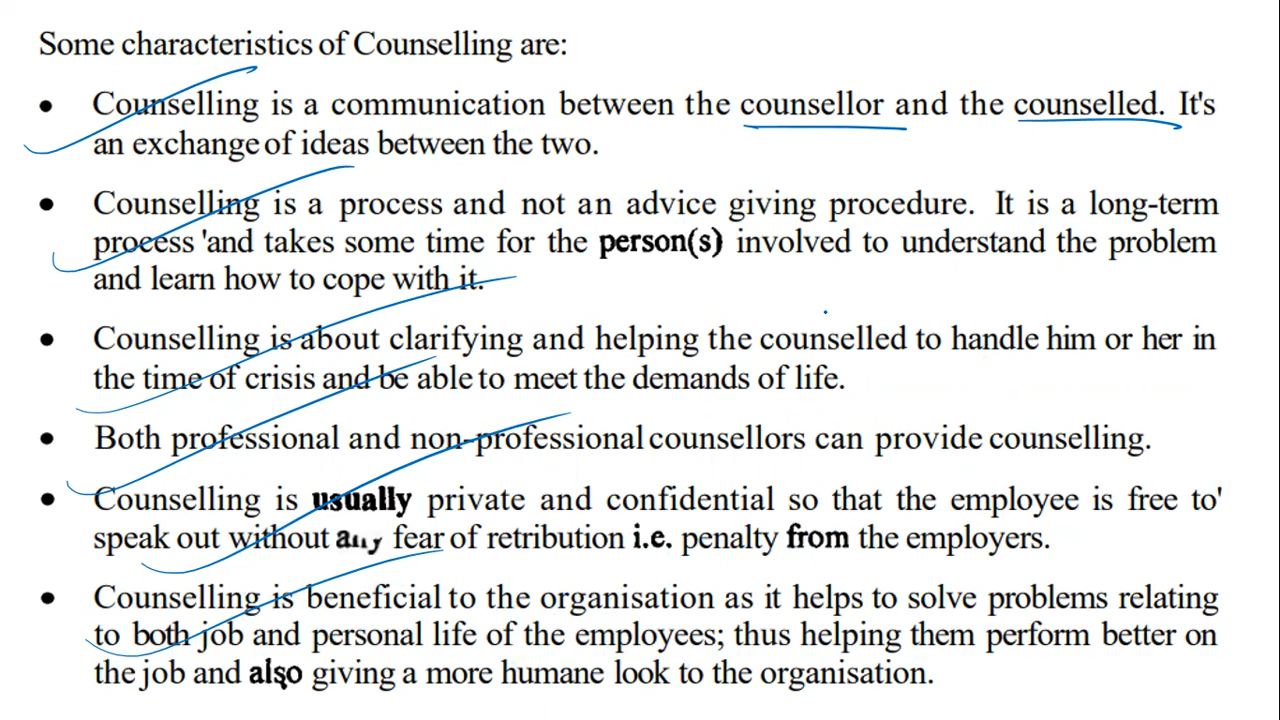 Some characteristics of Counselling are:
• Counselling is a communication between the counsellor and the counselled. It's
an exchange of ideas between the two.
• Counselling is a process and not an advice giving procedure. It is a long-term
process 'and takes some time for the person(s) involved to understand the problem
and learn how to cope with it.
• Counselling is about clarifying and helping the counselled to handle him or her in
the time of crisis and be able to meet the demands of life.
• Both professional and non-professional counsellors can provide counselling.
• Counselling is usually private and confidential so that the employee is free to'
speak out without any fear of retribution i.e. penalty from the employers.
• Counselling is beneficial to the organisation as it helps to solve problems relating
to both job and personal life of the employees; thus helping them perform better on
the job and also giving a more humane look to the organisation.